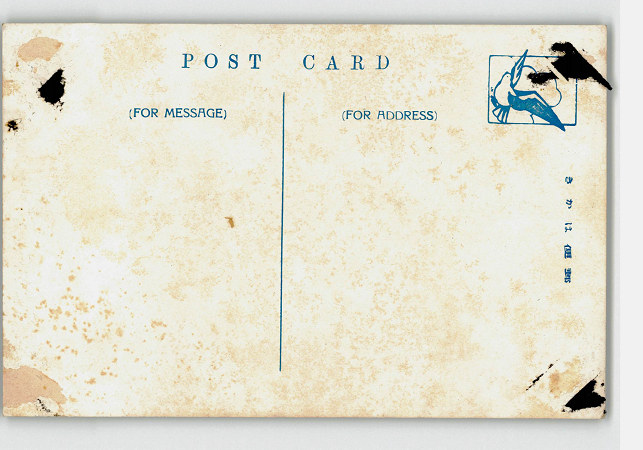 POST CARD
(FOR MESSAGE)
(FOR ADDRESS)
きかは便郵